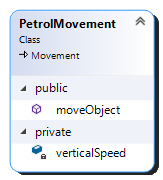 PetrolMovement
Class
Movement
public
moveObject
private
verticalSpeed